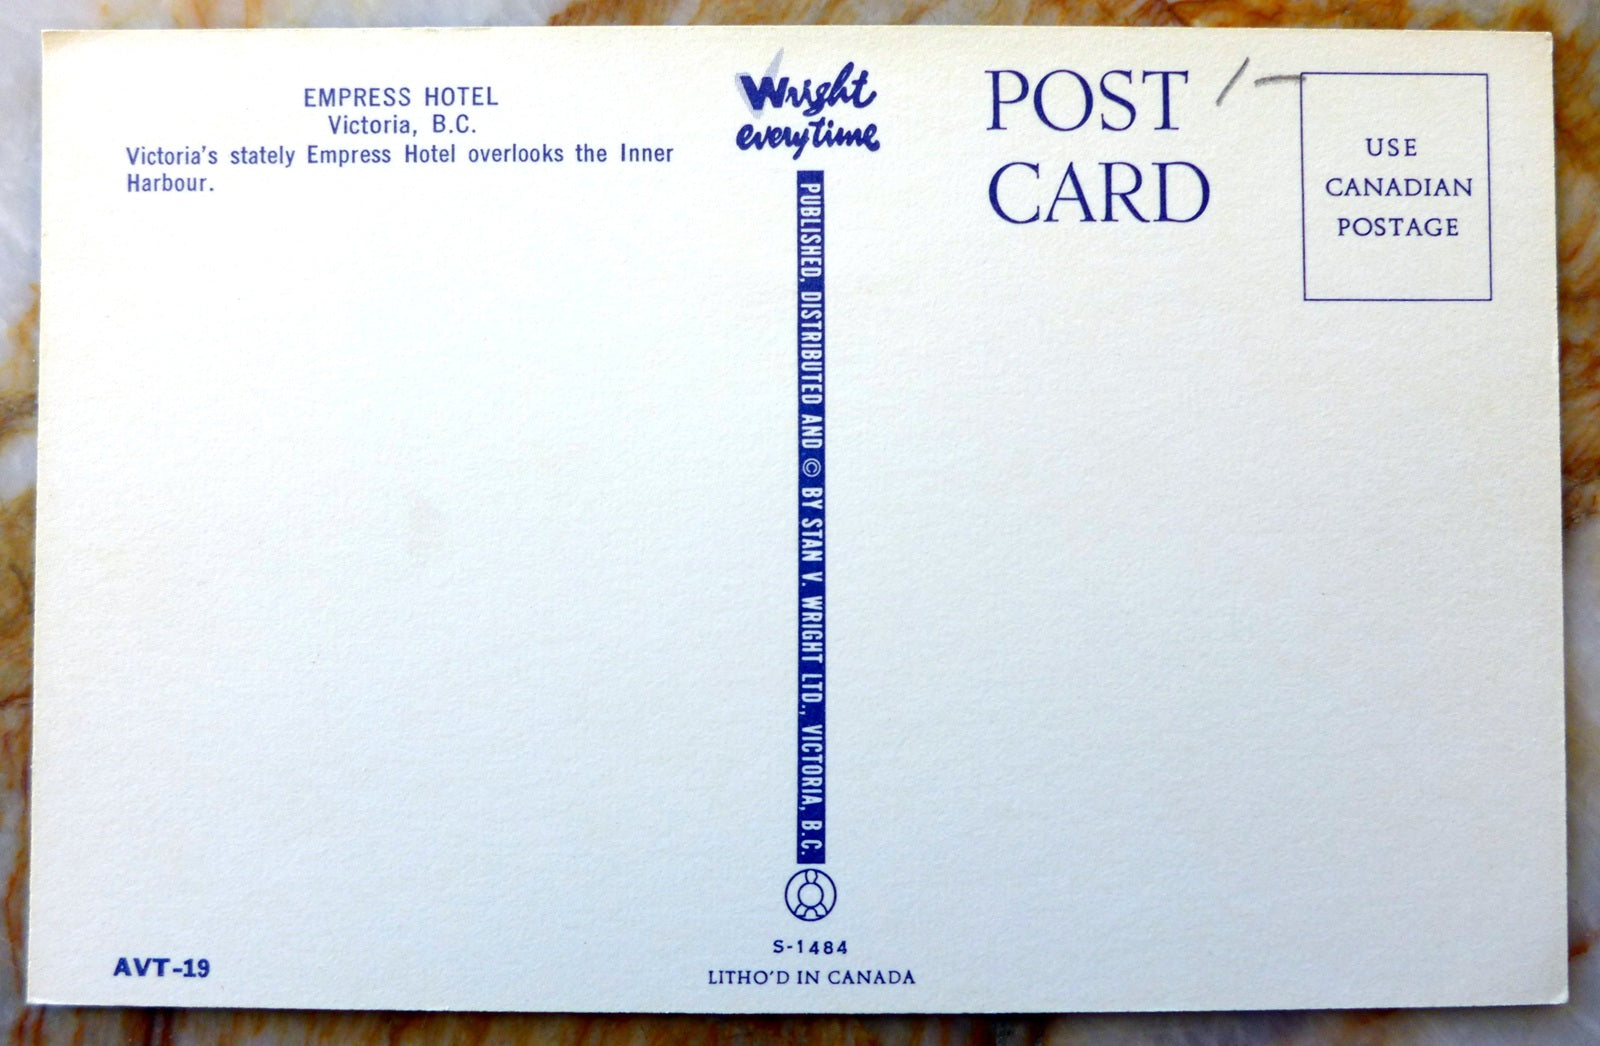 EMPRESS HOTEL
Victoria, B.C.
Victoria's stately Empress Hotel overlooks the Inner
Harbour.
AVT-19
Wright
everytime
PUBLISHED, DISTRIBUTED AND © BY STAN V. WRIGHT LTD., VICTORIA, B.C.
S-1484
LITHO'D IN CANADA
POST
CARD
1-
USE
CANADIAN
POSTAGE